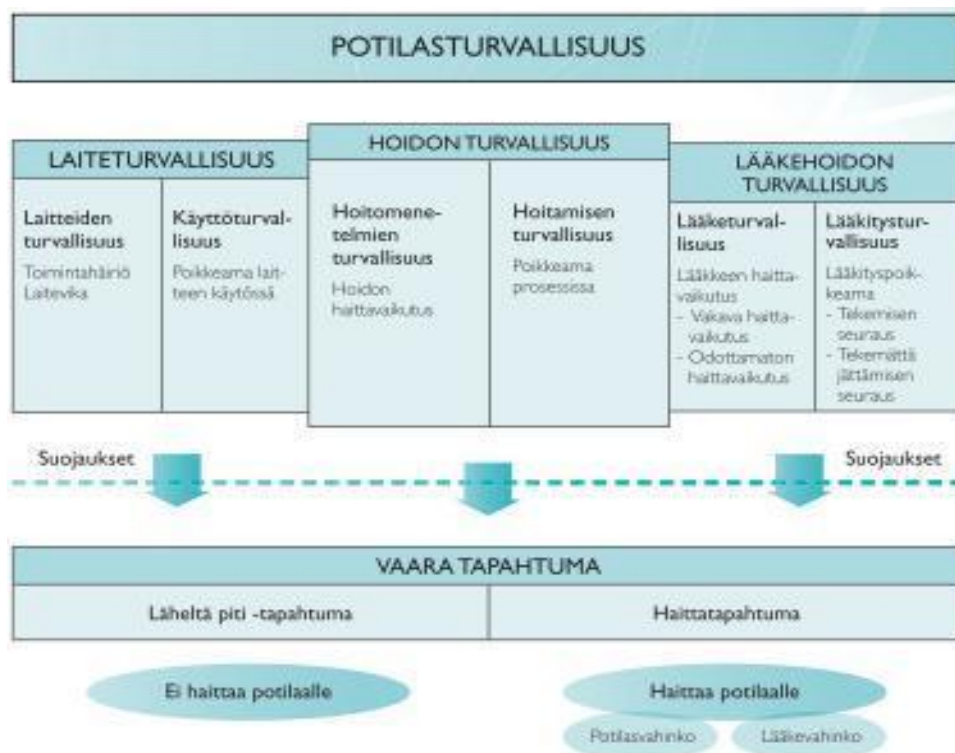 POTILASTURVALLISUUS
LAITETURVALLISUUS
Laitteiden
turvallisuus
Toimintahäiriö
Laitevika
Käyttöturval-
lisuus
Poikkeama lait-
teen käytössä
HOIDON TURVALLISUUS
Hoitomene-
telmien
turvallisuus
Hoidon
haittavaikutus
Hoitamisen
turvallisuus
Poikkeama
prosessissa
LÄÄKEHOIDON
TURVALLISUUS
Lääketurval-
lisuus
Lääkkeen haitta-
vaikutus
- Vakava haitta-
vaikutus
- Odottamaton
haittavaikutus
Lääkitystur-
vallisuus
Lääkityspoik-
keama
- Tekemisen
seuraus
- Tekemättä
jättämisen
seuraus
Suojaukset
Suojaukset
VAARA TAPAHTUMA
Läheltä piti -tapahtuma
Haittatapahtuma
Ei haittaa potilaalle
Haittaa potilaalle
Potilasvahinko
Lääkevahinko